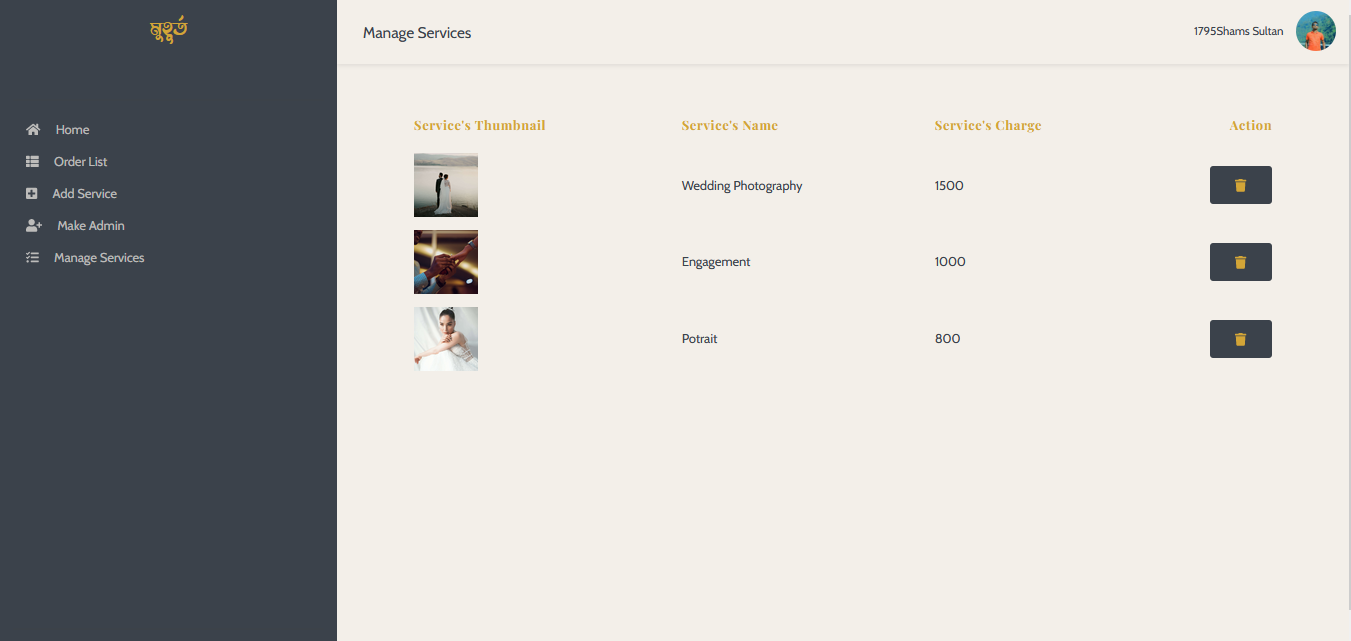 মুহূর্ত
Manage Services
1795Shams Sultan
Home
Order List
Add Service
Make Admin
Manage Services
Service's Thumbnail Service's Name Service's Charge Action
Wedding Photography 1500
Engagement 1000
Potrait 800